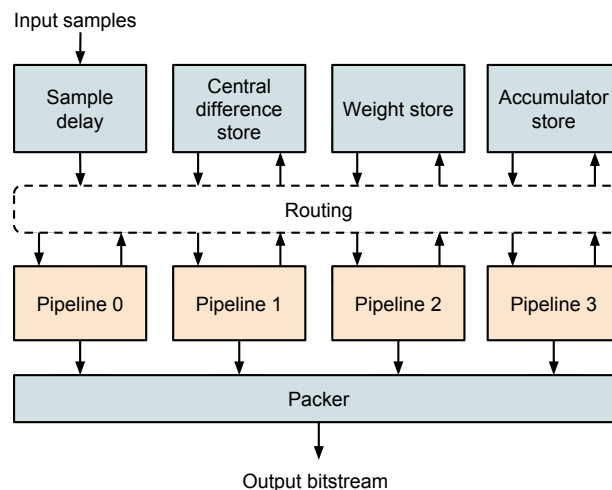 Input samples
Sample
delay
Central
difference
store
Weight store
Accumulator
store
Routing
Pipeline 0
Pipeline 1
Pipeline 2
Pipeline 3
Packer
Output bitstream